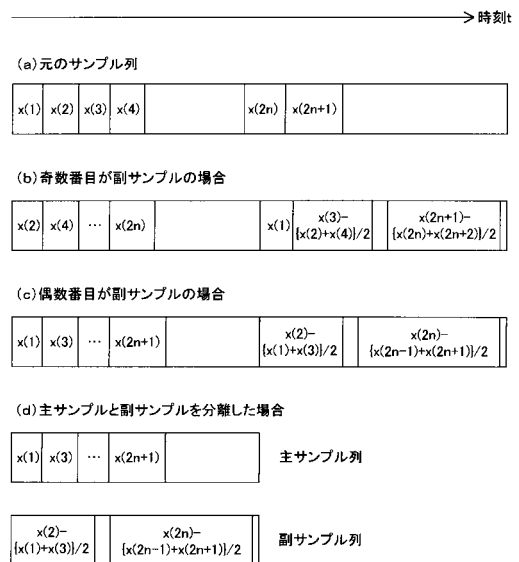 時刻t
(a)元のサンプル列
x(1) x(2) x(3) x(4) x(2n) x(2n+1)
(b)奇数番目が副サンプルの場合
x(2) x(4) … x(2n) x(1) x(3)− {x(2)+x(4)}/2 x(2n+1)− {x(2n)+x(2n+2)}/2
(c)偶数番目が副サンプルの場合
x(1) x(3) … x(2n+1) x(2)− {x(1)+x(3)}/2 x(2n)− {x(2n−1)+x(2n+1)}/2
(d)主サンプルと副サンプルを分離した場合
x(1) x(3) … x(2n+1) 主サンプル列
x(2)− {x(1)+x(3)}/2 x(2n)− {x(2n−1)+x(2n+1)}/2 副サンプル列